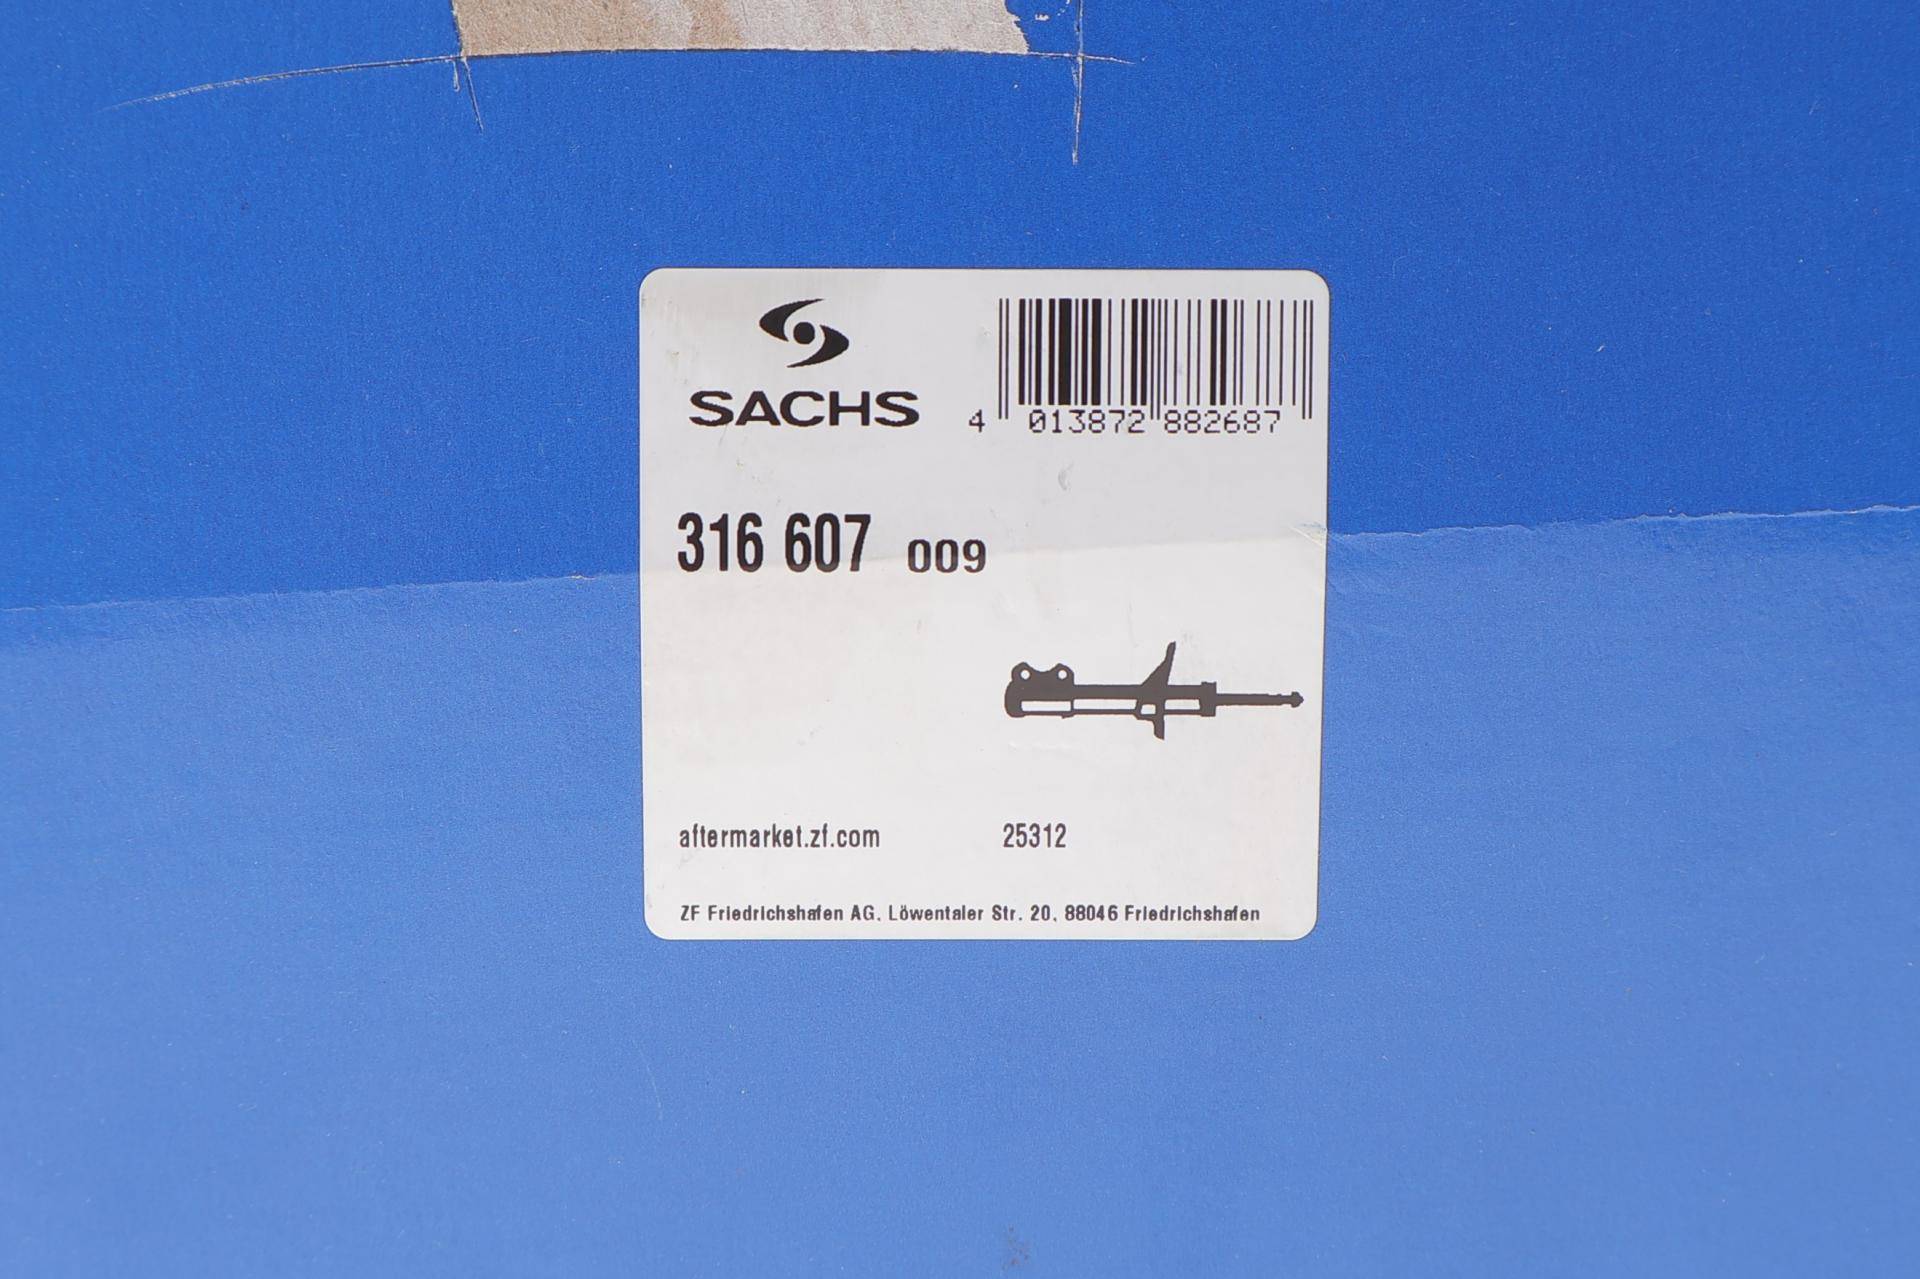 SACHS
4 013872 882687
316 607 009
aftermarket.zf.com 25312
ZF Friedrichshafen AG, Löwentaler Str. 20, 88046 Friedrichshafen